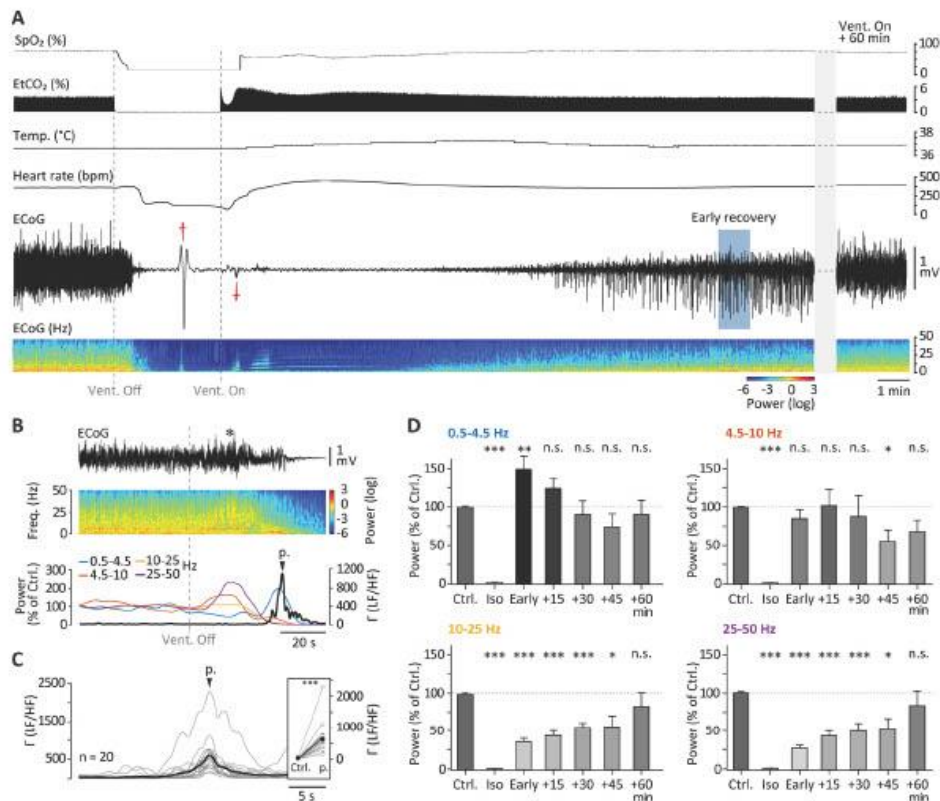 A
SpO₂ (%)
Vent. On
+ 60 min
100
0
EtCO₂ (%)
6
0
Temp. (°C)
38
36
Heart rate (bpm)
500
250
0
ECoG
Early recovery
1
mV
ECoG (Hz)
50
25
0
Vent. Off
Vent. On
-6 -3 0 3
Power (log)
1 min
B
ECoG
*
1
mV
Freq. (Hz)
50
25
0
3
0
-3
-6
Power (log)
0.5-4.5
10-25
4.5-10
25-50
Hz
p.
Power
(% of Ctrl.)
300
200
100
0
1200
800
400
0
Γ (LF/HF)
Vent. Off
20 s
C
p.
Γ (LF/HF)
2500
1500
500
n = 20
***
2000
1000
0
Γ (LF/HF)
Ctrl. p.
5 s
D
0.5-4.5 Hz
*** ** n.s. n.s. n.s. n.s.
Power (% of Ctrl.)
150
100
50
0
Ctrl. Iso Early +15 +30 +45 +60
min
4.5-10 Hz
*** n.s. n.s. n.s. * n.s.
Power (% of Ctrl.)
150
100
50
0
Ctrl. Iso Early +15 +30 +45 +60
min
10-25 Hz
*** *** *** *** * n.s.
Power (% of Ctrl.)
100
50
0
Ctrl. Iso Early +15 +30 +45 +60
min
25-50 Hz
*** *** *** *** * n.s.
Power (% of Ctrl.)
100
50
0
Ctrl. Iso Early +15 +30 +45 +60
min